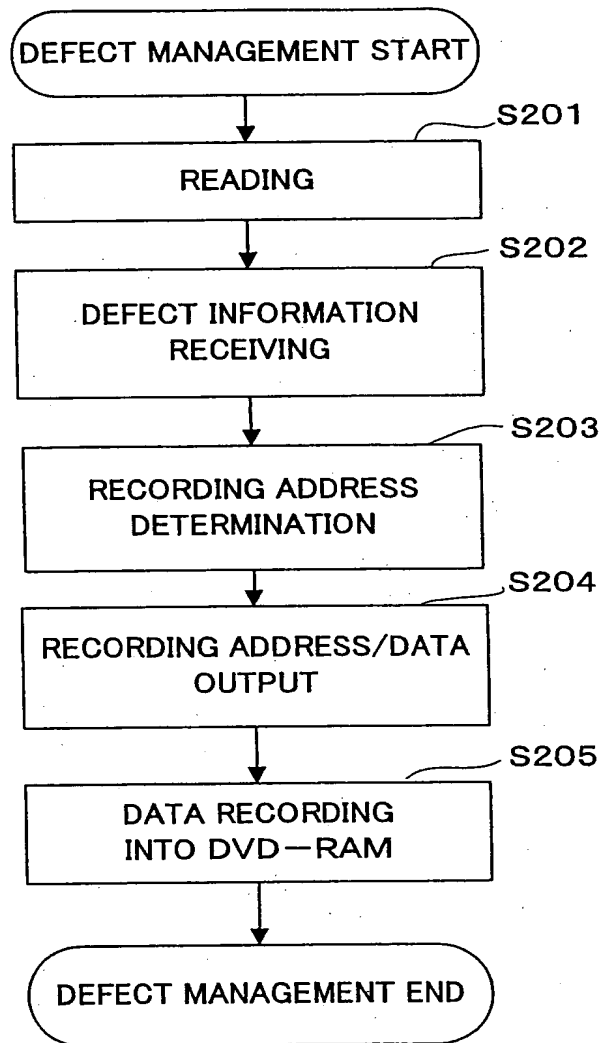 DEFECT MANAGEMENT START
S201
READING
S202
DEFECT INFORMATION
RECEIVING
S203
RECORDING ADDRESS
DETERMINATION
S204
RECORDING ADDRESS/DATA
OUTPUT
S205
DATA RECORDING
INTO DVD-RAM
DEFECT MANAGEMENT END